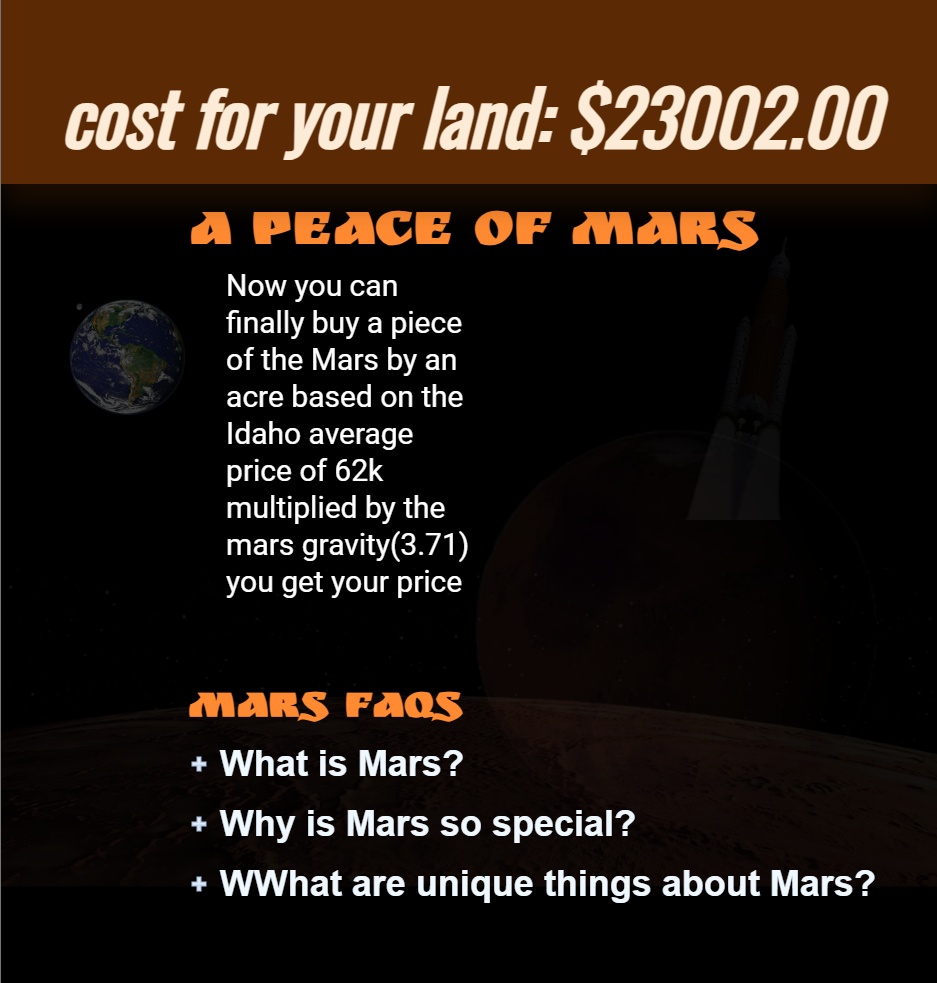 cost for your land: $23002.00
A PEACE OF MARS
Now you can
finally buy a piece
of the Mars by an
acre based on the
Idaho average
price of 62k
multiplied by the
mars gravity(3.71)
you get your price
MARS FAQS
+ What is Mars?
+ Why is Mars so special?
+ WWhat are unique things about Mars?